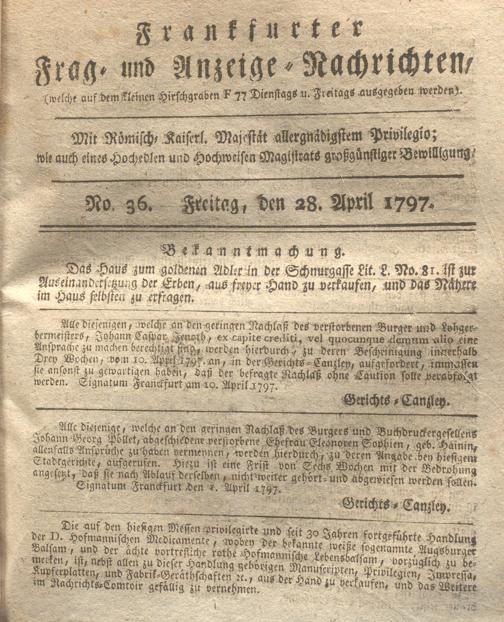 Frankfurter
Frag- und Anzeige-Nachrichten,
(welche auf dem kleinen Hirschgraben F 77 Dienstags u. Freitags ausgegeben werden).
Mit Römisch-Kaiserl. Majestät allergnädigstem Privilegio;
wie auch eines Hochedlen und Hochweisen Magistrats großgünstiger Bewilligung.
No. 36. Freitag, den 28. April 1797.
Bekanntmachung.
Das Haus zum goldenen Adler in der Schnurgasse Lit. L. No. 81. ist zur
Auseinandersetzung der Erben, aus freyer Hand zu verkaufen, und das Nähere
im Haus selbsten zu erfragen.
Alle diejenigen, welche an den geringen Nachlaß des verstorbenen Burger und Lohger-
bermeisters, Johann Caspar Jenoth, ex capite crediti, vel quocunque demum alio eine
Ansprache zu machen berechtigt sind, werden hierdurch, zu deren Bescheinigung innerhalb
Drey Wochen, vom 10. April 1797. an, in der Gerichts-Canzley, aufgefordert, immassen
sie ansonst zu gewartigen haben, daß der befragte Nachlaß ohne Caution solle verabfolgt
werden. Signatum Frankfurt am 10. April 1797.
Gerichts-Canzley.
Alle diejenige, welche an den geringen Nachlaß des Burgers und Buchdruckergesellens
Johann Georg Pollet, abgeschiedene verstorbene Ehefrau Eleonoren Sophien, geb. Hainin,
allenfalls Ansprüche zu haben vermeynen, werden hierdurch, zu deren Angabe bey hiesigem
Stadtgerichte, aufgerufen. Hiezu ist eine Frist von Sechs Wochen mit der Bedrohung
angesetzt, daß sie nach Ablauf derselben, nicht weiter gehört und abgewiesen werden sollen.
Signatum Frankfurt den April 1797.
Gerichts-Canzley.
Die auf den hiesigen Messen privilegirte und seit 30 Jahren fortgeführte Handlung
der D. Hofmannischen Medicamente, woben der bekannte weiße sogenannte Augsburger
Balsam, und der ächte vortrefliche rothe Hofmannische Lebensbalsam, vorzüglich zu be-
merken, ist, nebst allen zu dieser Handlung gehörigen Manuscripten, Privilegien, Impressa,
Kupferplatten, und Fabrik-Geräthschaften ꝛc., aus der Hand zu verkaufen, und das Weitere
im Nachrichts-Comtoir gefällig zu vernehmen.